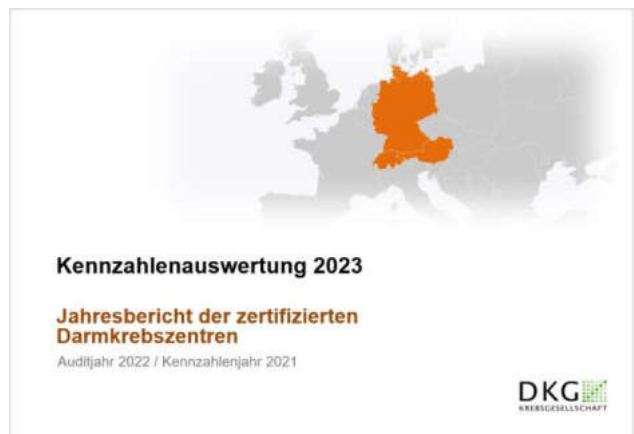 Kennzahlenauswertung 2023
Jahresbericht der zertifizierten
Darmkrebszentren
Auditjahr 2022 / Kennzahlenjahr 2021
DKG
KREBSGESELLSCHAFT